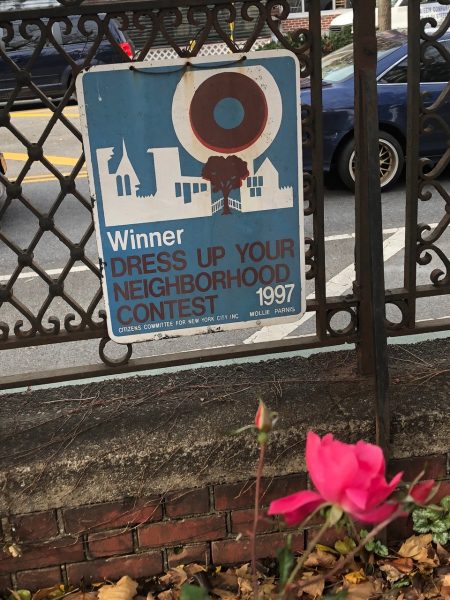 Winner
DRESS UP YOUR
NEIGHBORHOOD
CONTEST 1997
CITIZENS COMMITTEE FOR NEW YORK CITY INC MOLLIE PARNIS